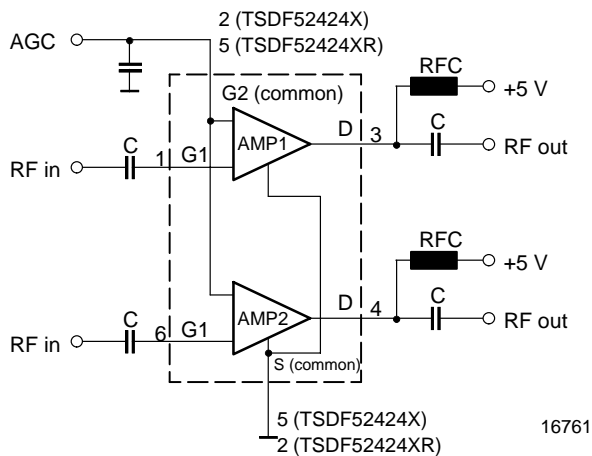 2 (TSDF52424X)
AGC
5 (TSDF52424XR)
RFC
G2 (common)
+5 V
D
3
C
AMP1
C
1
G1
RF in
RF out
RFC
+5 V
D
4
C
C
AMP2
6
G1
RF in
RF out
S (common)
5 (TSDF52424X)
2 (TSDF52424XR)
16761